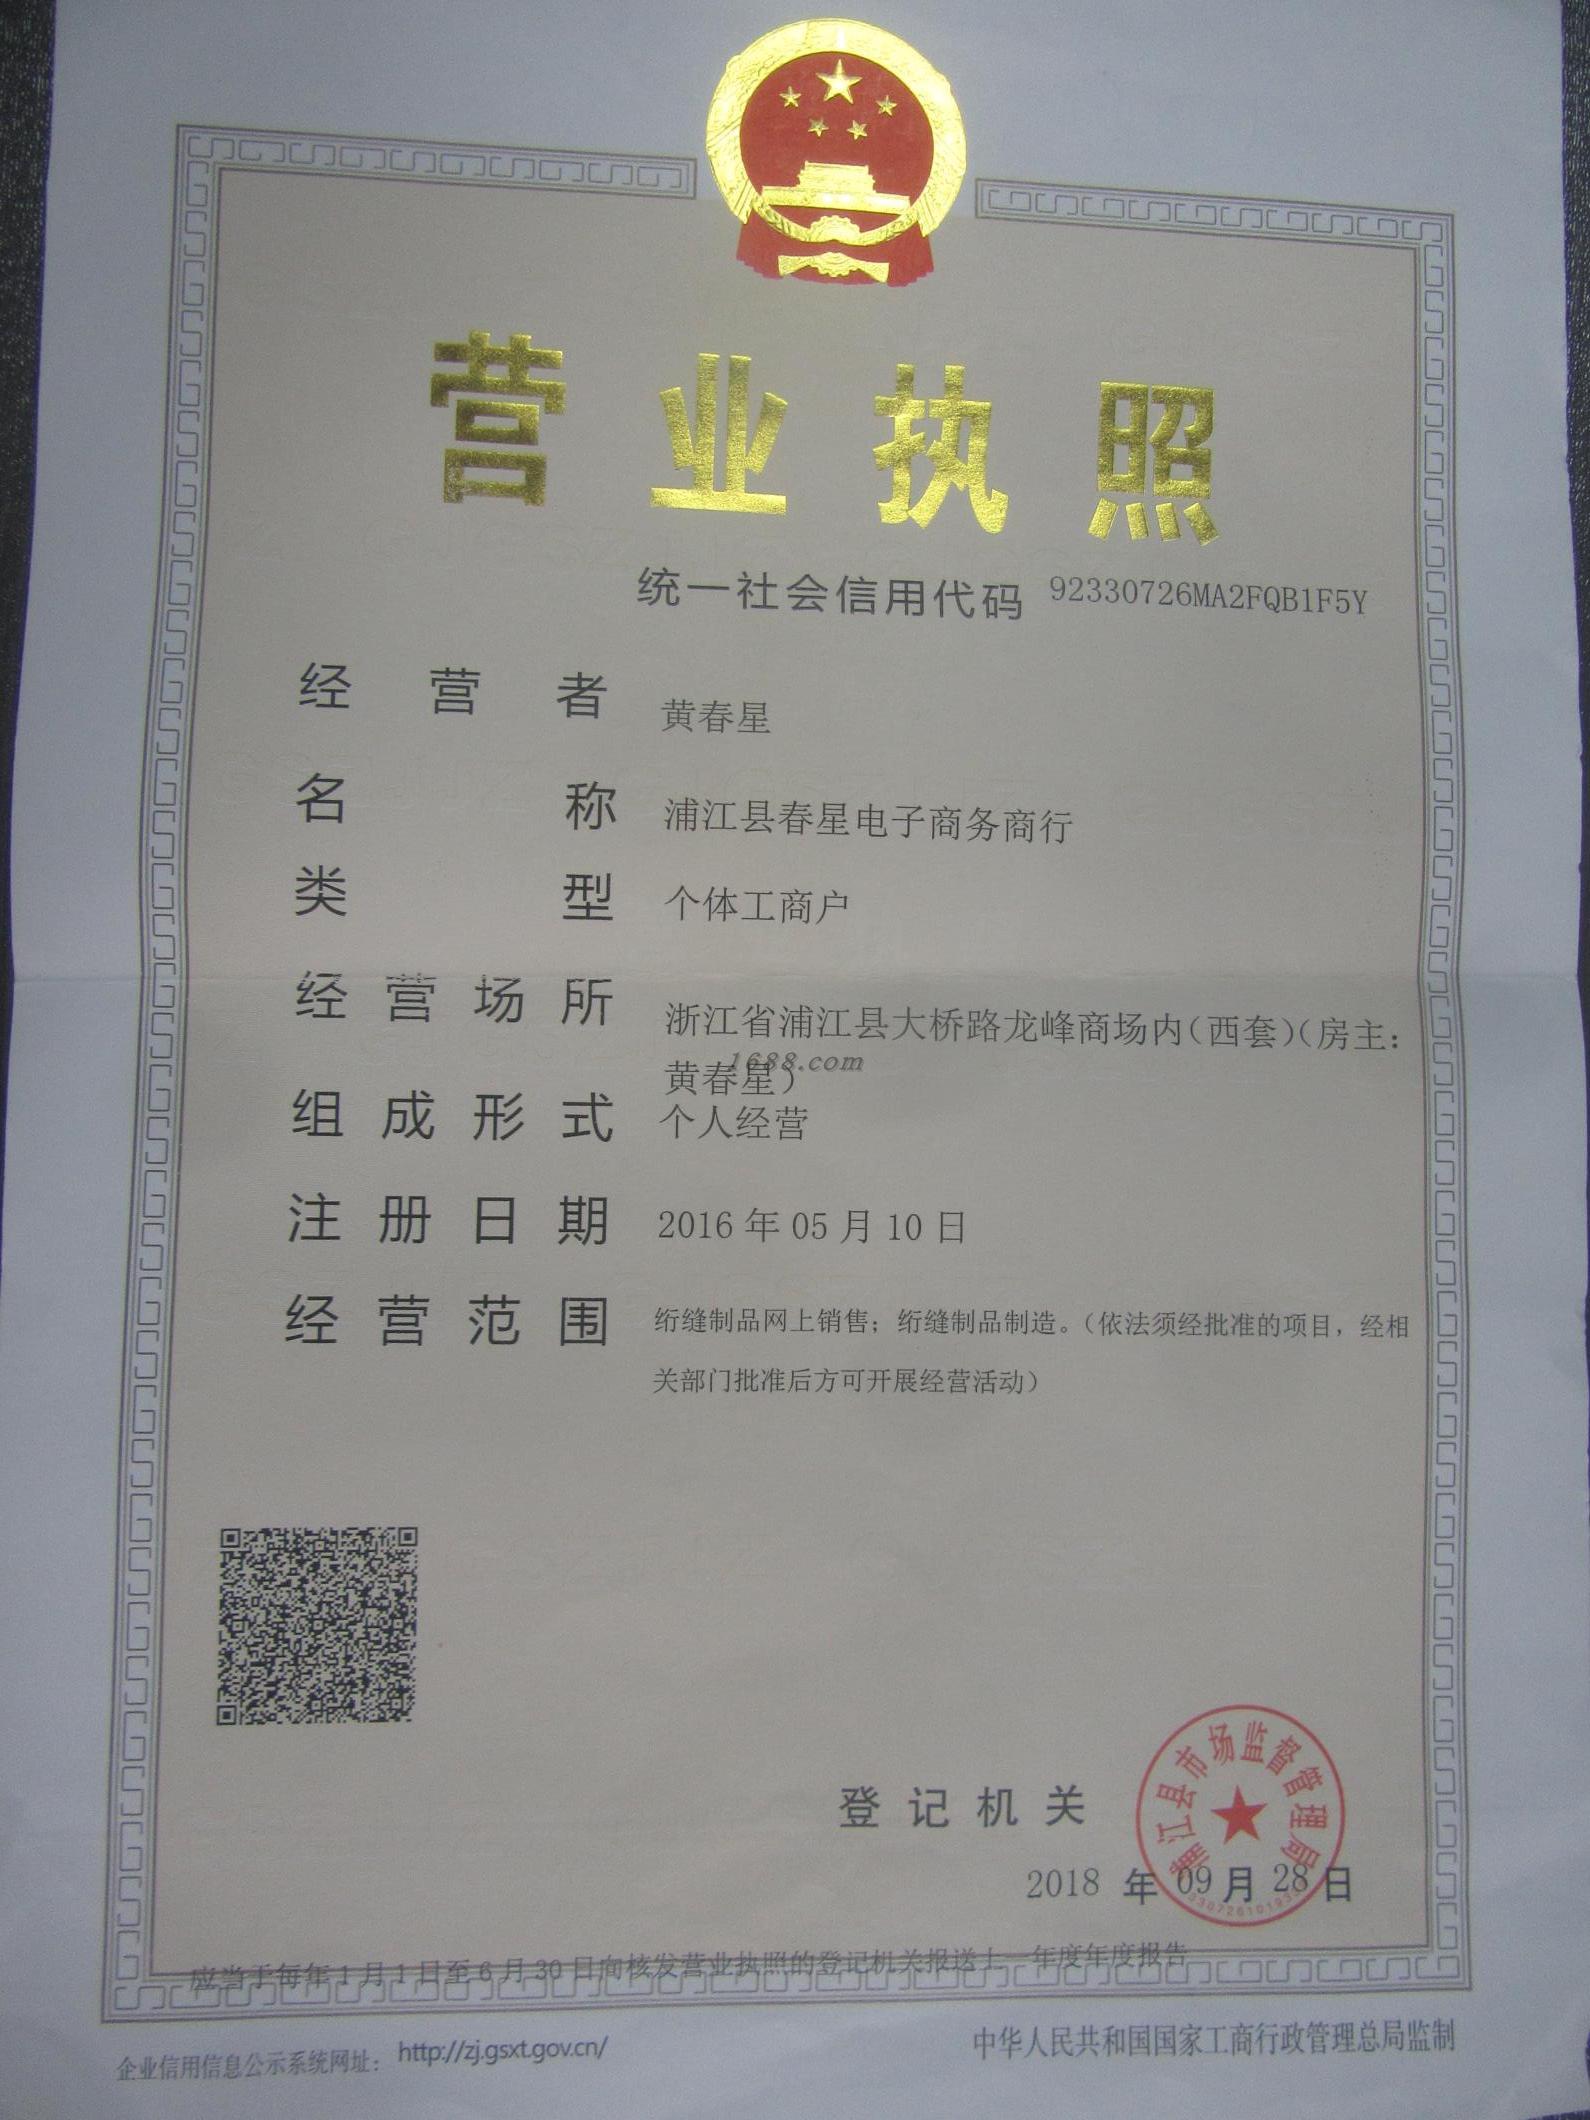 营业执照
统一社会信用代码 92330726MA2FQB1F5Y
经营者 黄春星
名称 浦江县春星电子商务商行
类型 个体工商户
经营场所 浙江省浦江县大桥路龙峰商场内(西套)(房主:
黄春星)
1688.com
组成形式 个人经营
注册日期 2016年05月10日
经营范围 绗缝制品网上销售;绗缝制品制造。(依法须经批准的项目,经相
关部门批准后方可开展经营活动)
浦江县市场监督管理局
登记机关
2018年09月28日
应当于每年1月1日至6月30日向核发营业执照的登记机关报送上一年度年度报告
企业信用信息公示系统网址: http://zj.gsxt.gov.cn/
中华人民共和国国家工商行政管理总局监制